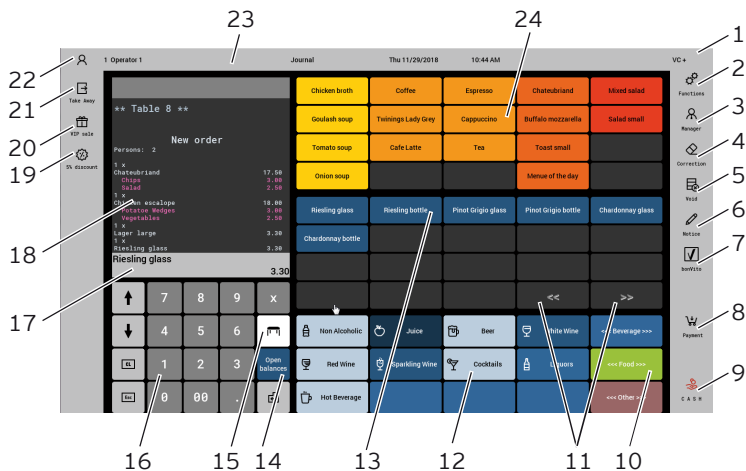 23
24
1
1 Operator 1
Journal
Thu 11/29/2018
10:44 AM
VC +
22
2
21
Take Away
Functions
3
20
VIP sale
Manager
4
19
5% discount
Correction
5
Void
6
Notice
7
bonVito
8
Payment
9
C A S H
** Table 8 **
New order
Persons: 2
1 x
Chateubriand 17.50
Chips 3.00
Salad 2.50
1 x
Chicken escalope 18.00
Potatoe Wedges 3.00
Vegetables 2.50
1 x
Lager large 3.30
1 x
Riesling glass 3.30
18
Riesling glass
3.30
17
Chicken broth
Coffee
Espresso
Chateubriand
Mixed salad
Goulash soup
Twinings Lady Grey
Cappuccino
Buffalo mozzarella
Salad small
Tomato soup
Cafe Latte
Tea
Toast small
Onion soup
Menue of the day
Riesling glass
Riesling bottle
Pinot Grigio glass
Pinot Grigio bottle
Chardonnay glass
Chardonnay bottle
<<
>>
7 8 9 X
4 5 6
CL 1 2 3 Open balances
Esc 0 00 .
Non Alcoholic
Juice
Beer
White Wine
<<< Beverage >>>
Red Wine
Sparkling Wine
Cocktails
Liquors
<<< Food >>>
Hot Beverage
<<< Other >>>
16
15
14
13
12
11
10